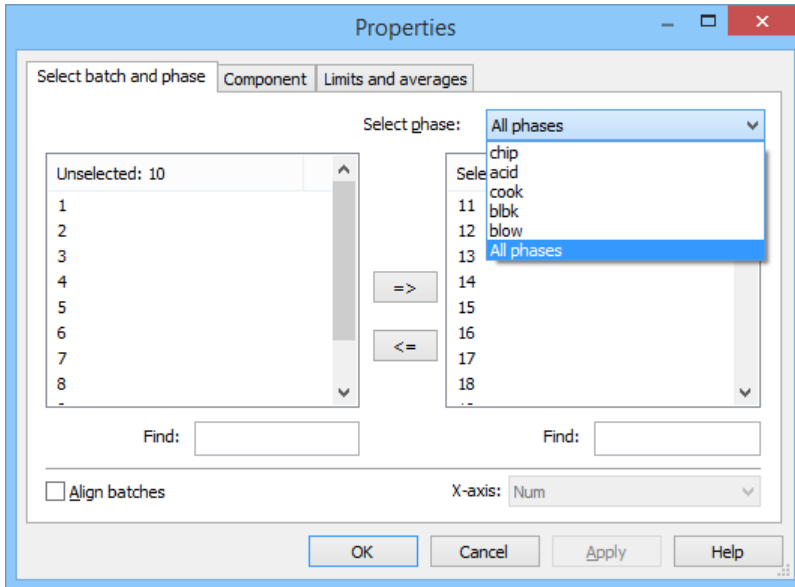 Properties
Select batch and phase Component Limits and averages
Select phase: All phases
chip
acid
cook
blbk
blow
All phases
Unselected: 10
1
2
3
4
5
6
7
8
Sele
11
12
13
14
15
16
17
18
=>
<=
Find:
Find:
Align batches
X-axis: Num
OK Cancel Apply Help